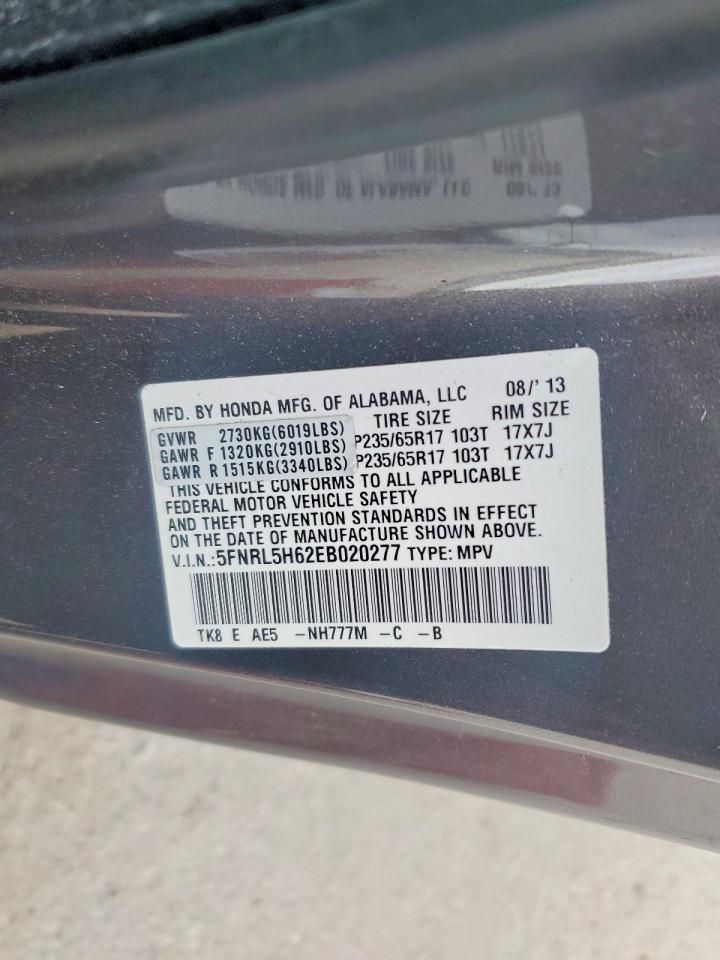 MFD. BY HONDA MFG. OF ALABAMA, LLC 08/'13
TIRE SIZE RIM SIZE
GVWR 2730KG(6019LBS)
GAWR F 1320KG(2910LBS) P235/65R17 103T 17X7J
GAWR R 1515KG(3340LBS) P235/65R17 103T 17X7J
THIS VEHICLE CONFORMS TO ALL APPLICABLE
FEDERAL MOTOR VEHICLE SAFETY
AND THEFT PREVENTION STANDARDS IN EFFECT
ON THE DATE OF MANUFACTURE SHOWN ABOVE.
V.I.N.:5FNRL5H62EB020277 TYPE: MPV
TK8 E AE5 -NH777M -C -B